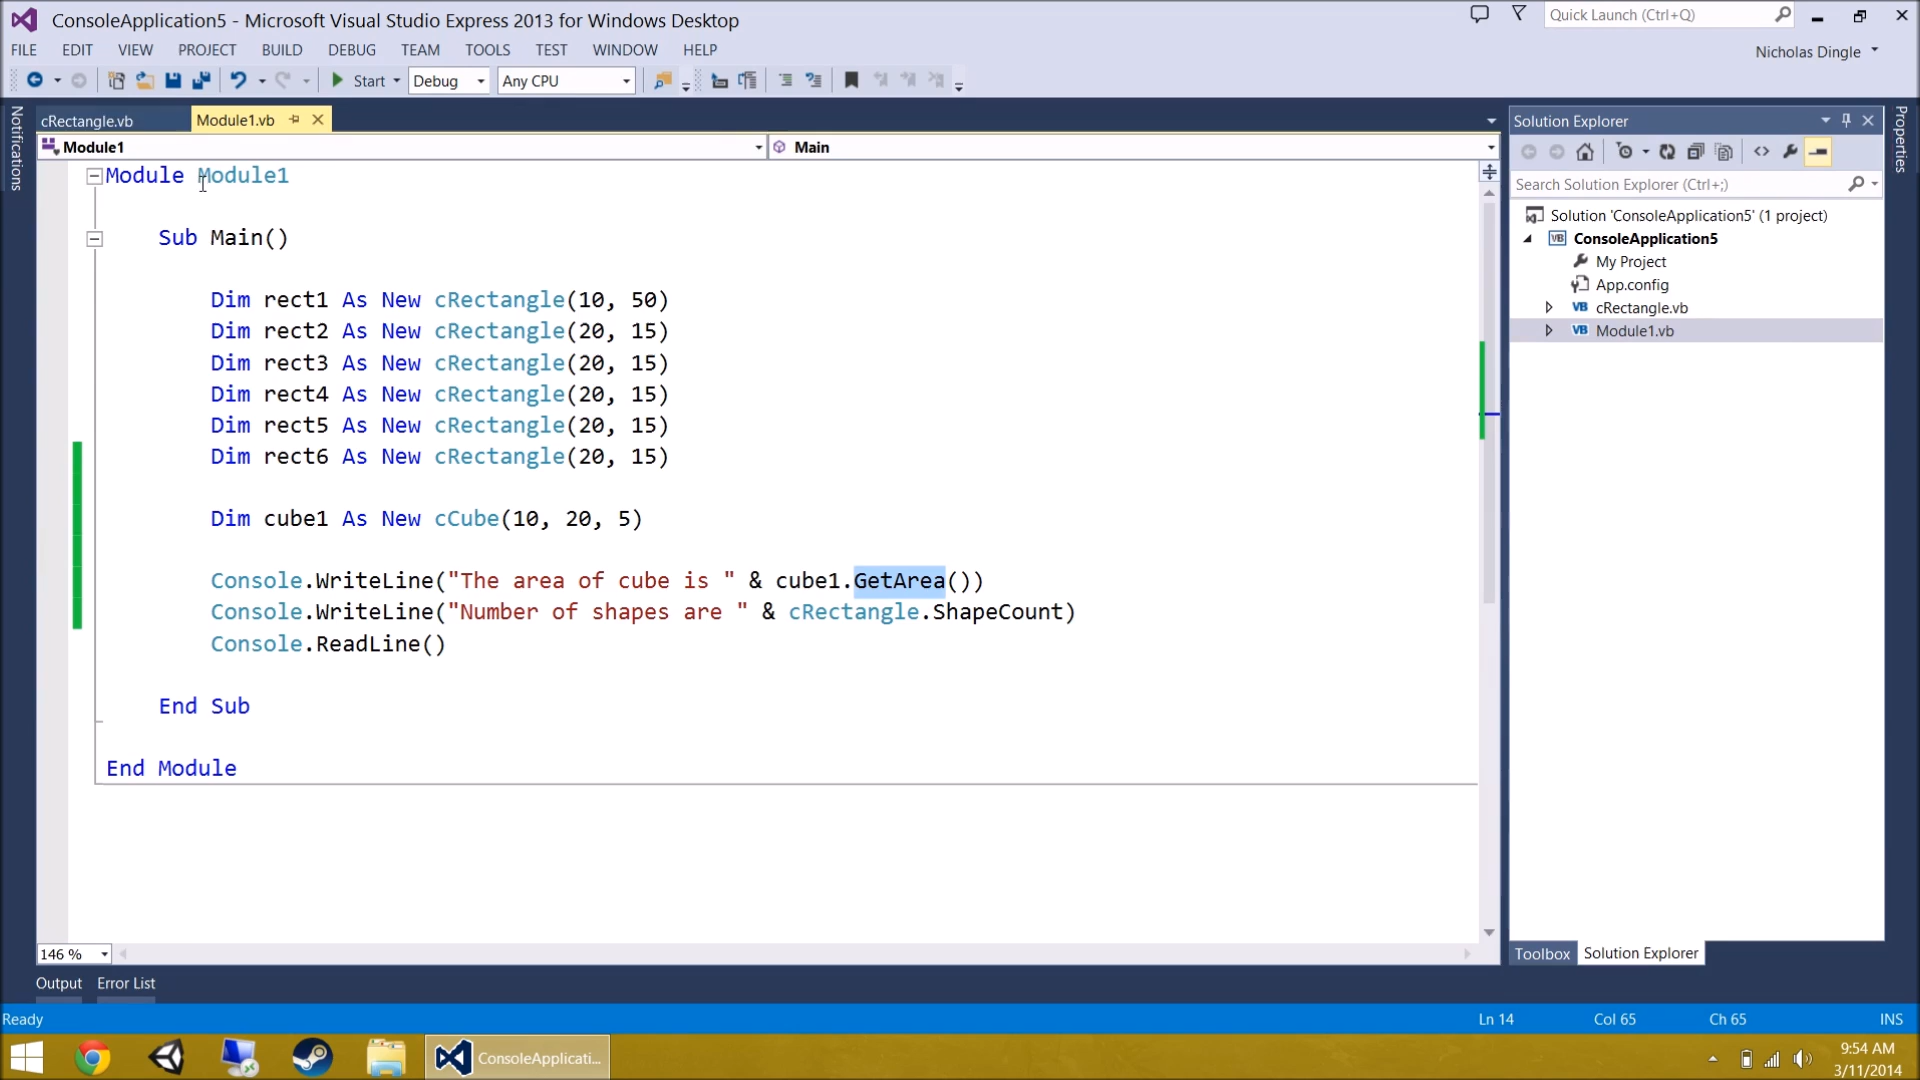 ConsoleApplication5 - Microsoft Visual Studio Express 2013 for Windows Desktop
Quick Launch (Ctrl+Q)
FILE EDIT VIEW PROJECT BUILD DEBUG TEAM TOOLS TEST WINDOW HELP
Nicholas Dingle
Start Debug Any CPU
Notifications
cRectangle.vb Module1.vb
Module1 Main
Module Module1
Sub Main()
Dim rect1 As New cRectangle(10, 50)
Dim rect2 As New cRectangle(20, 15)
Dim rect3 As New cRectangle(20, 15)
Dim rect4 As New cRectangle(20, 15)
Dim rect5 As New cRectangle(20, 15)
Dim rect6 As New cRectangle(20, 15)
Dim cube1 As New cCube(10, 20, 5)
Console.WriteLine("The area of cube is " & cube1.GetArea())
Console.WriteLine("Number of shapes are " & cRectangle.ShapeCount)
Console.ReadLine()
End Sub
End Module
146 %
Output Error List
Solution Explorer
Search Solution Explorer (Ctrl+;)
Solution 'ConsoleApplication5' (1 project)
VB ConsoleApplication5
My Project
App.config
VB cRectangle.vb
VB Module1.vb
Toolbox Solution Explorer
Properties
Ready Ln 14 Col 65 Ch 65 INS
ConsoleApplicati...
9:54 AM
3/11/2014